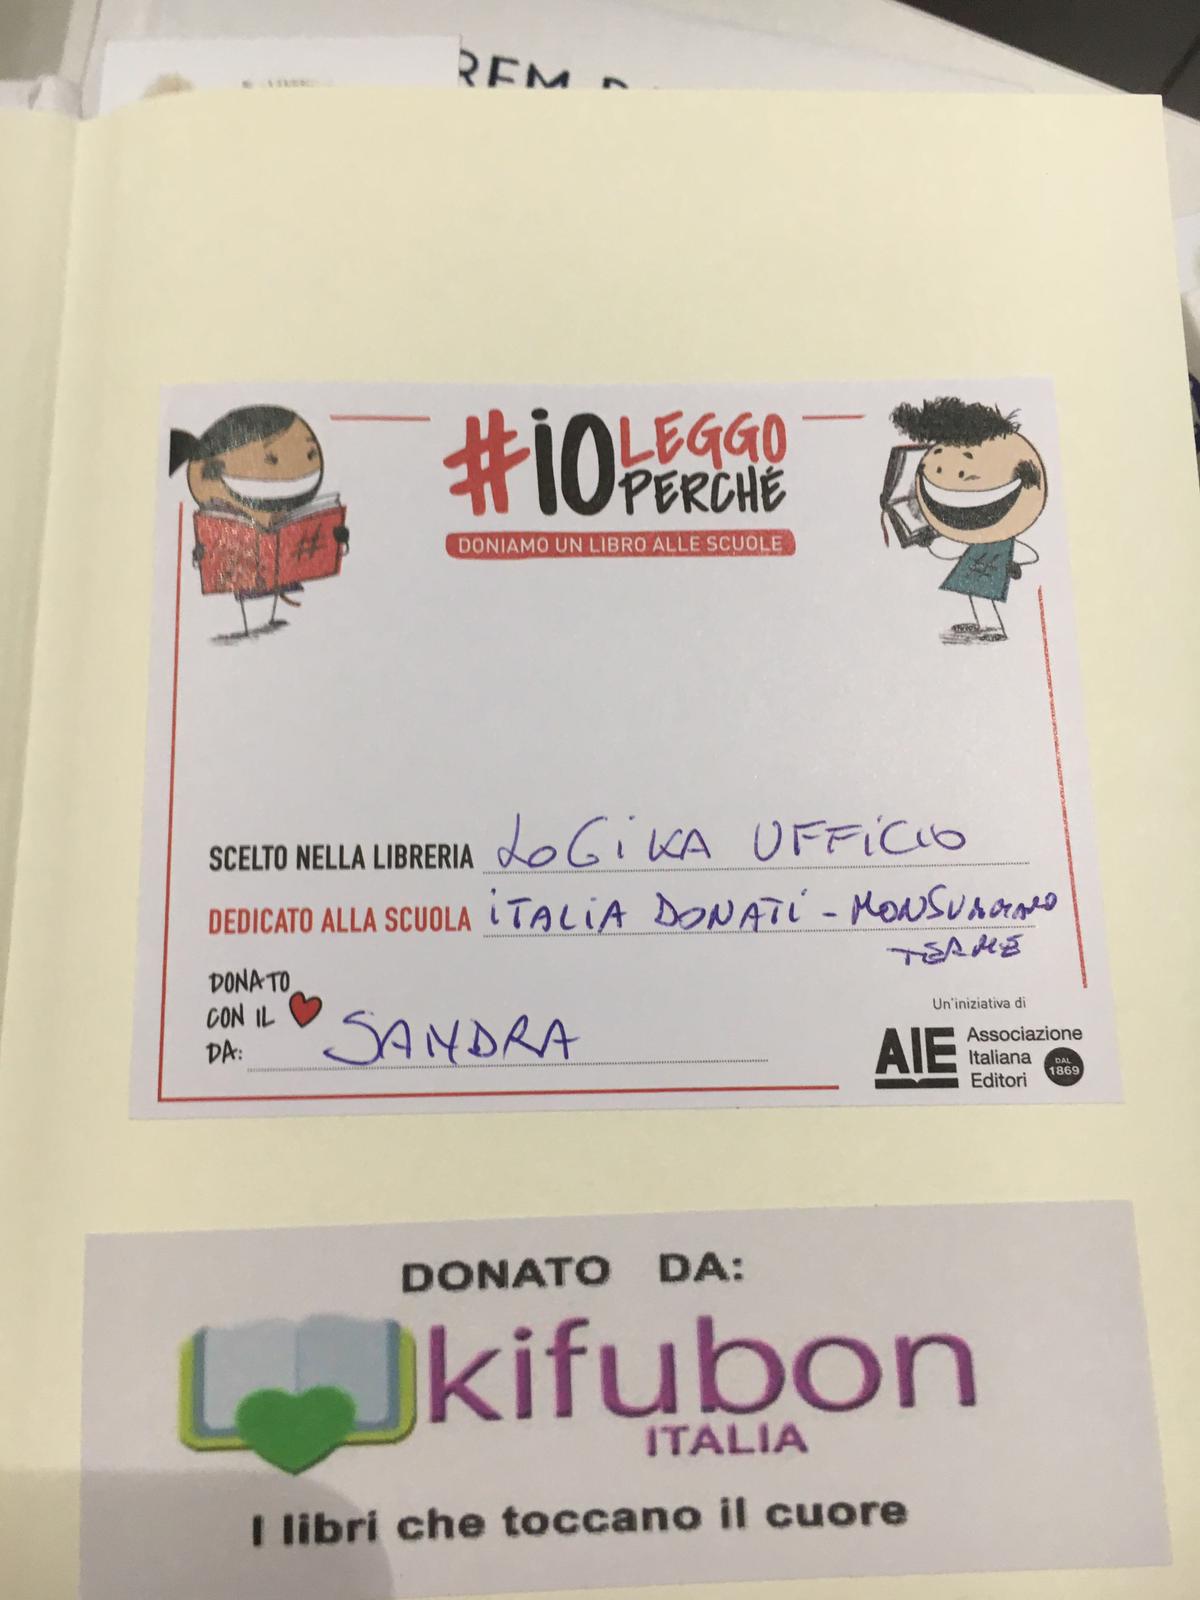 #iO LEGGO
PERCHÉ
DONIAMO UN LIBRO ALLE SCUOLE
SCELTO NELLA LIBRERIA LOGiKA UFFiCiO
DEDICATO ALLA SCUOLA iTALiA DONATi - MONSUMMANO
TERME
DONATO
CON IL
DA: SANDRA
Un'iniziativa di
AIE Associazione
Italiana
Editori
DAL
1869
DONATO DA:
kifubon
ITALIA
I libri che toccano il cuore